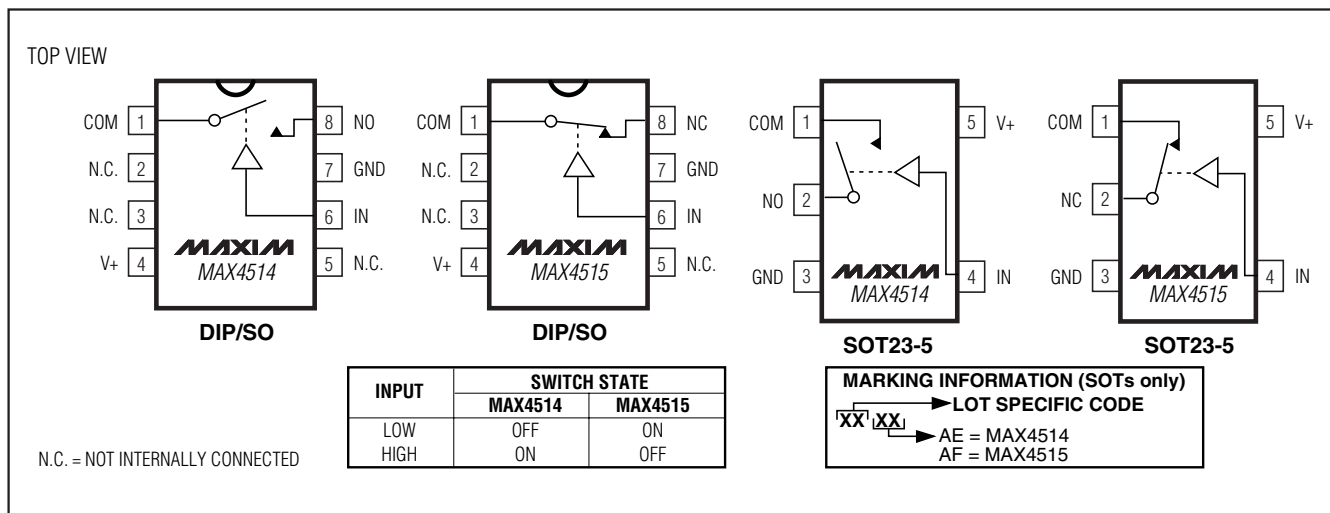 TOP VIEW
COM 1
N.C. 2
N.C. 3
V+ 4
8 NO
7 GND
6 IN
5 N.C.
MAXIM
MAX4514
DIP/SO
COM 1
N.C. 2
N.C. 3
V+ 4
8 NC
7 GND
6 IN
5 N.C.
MAXIM
MAX4515
DIP/SO
COM 1
NO 2
GND 3
5 V+
4 IN
MAXIM
MAX4514
SOT23-5
COM 1
NC 2
GND 3
5 V+
4 IN
MAXIM
MAX4515
SOT23-5
INPUT SWITCH STATE
MAX4514 MAX4515
LOW OFF ON
HIGH ON OFF
N.C. = NOT INTERNALLY CONNECTED
MARKING INFORMATION (SOTs only)
LOT SPECIFIC CODE
XX XX
AE = MAX4514
AF = MAX4515